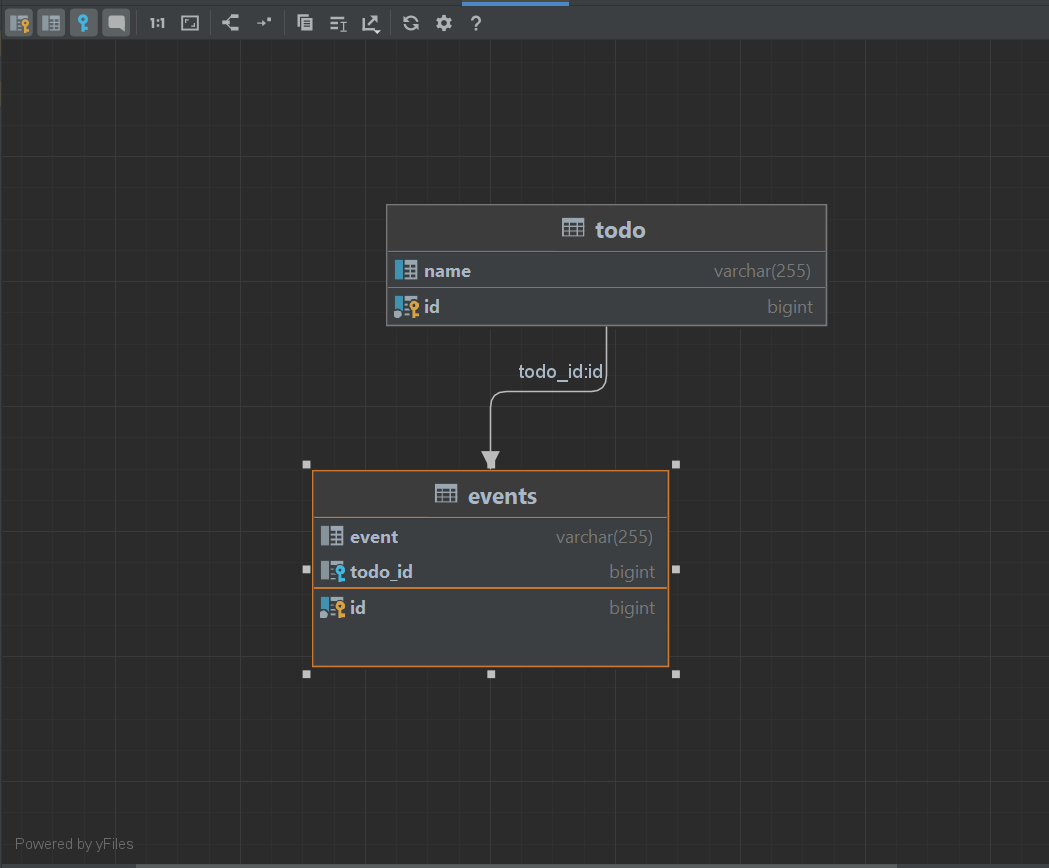 1:1
?
todo
name varchar(255)
id bigint
todo_id:id
events
event varchar(255)
todo_id bigint
id bigint
Powered by yFiles